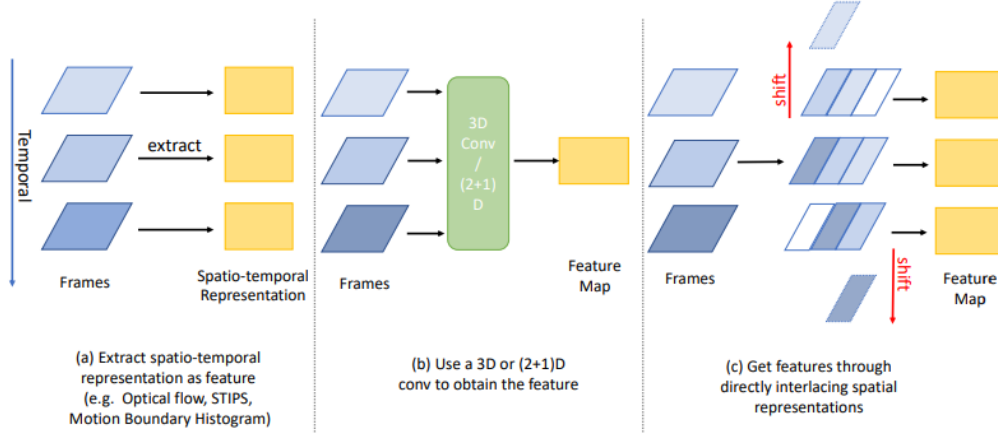 Temporal
extract
Frames
Spatio-temporal
Representation
(a) Extract spatio-temporal
representation as feature
(e.g. Optical flow, STIPS,
Motion Boundary Histogram)
3D
Conv
/
(2+1)
D
Frames
Feature
Map
(b) Use a 3D or (2+1)D
conv to obtain the feature
shift
Frames
shift
Feature
Map
(c) Get features through
directly interlacing spatial
representations